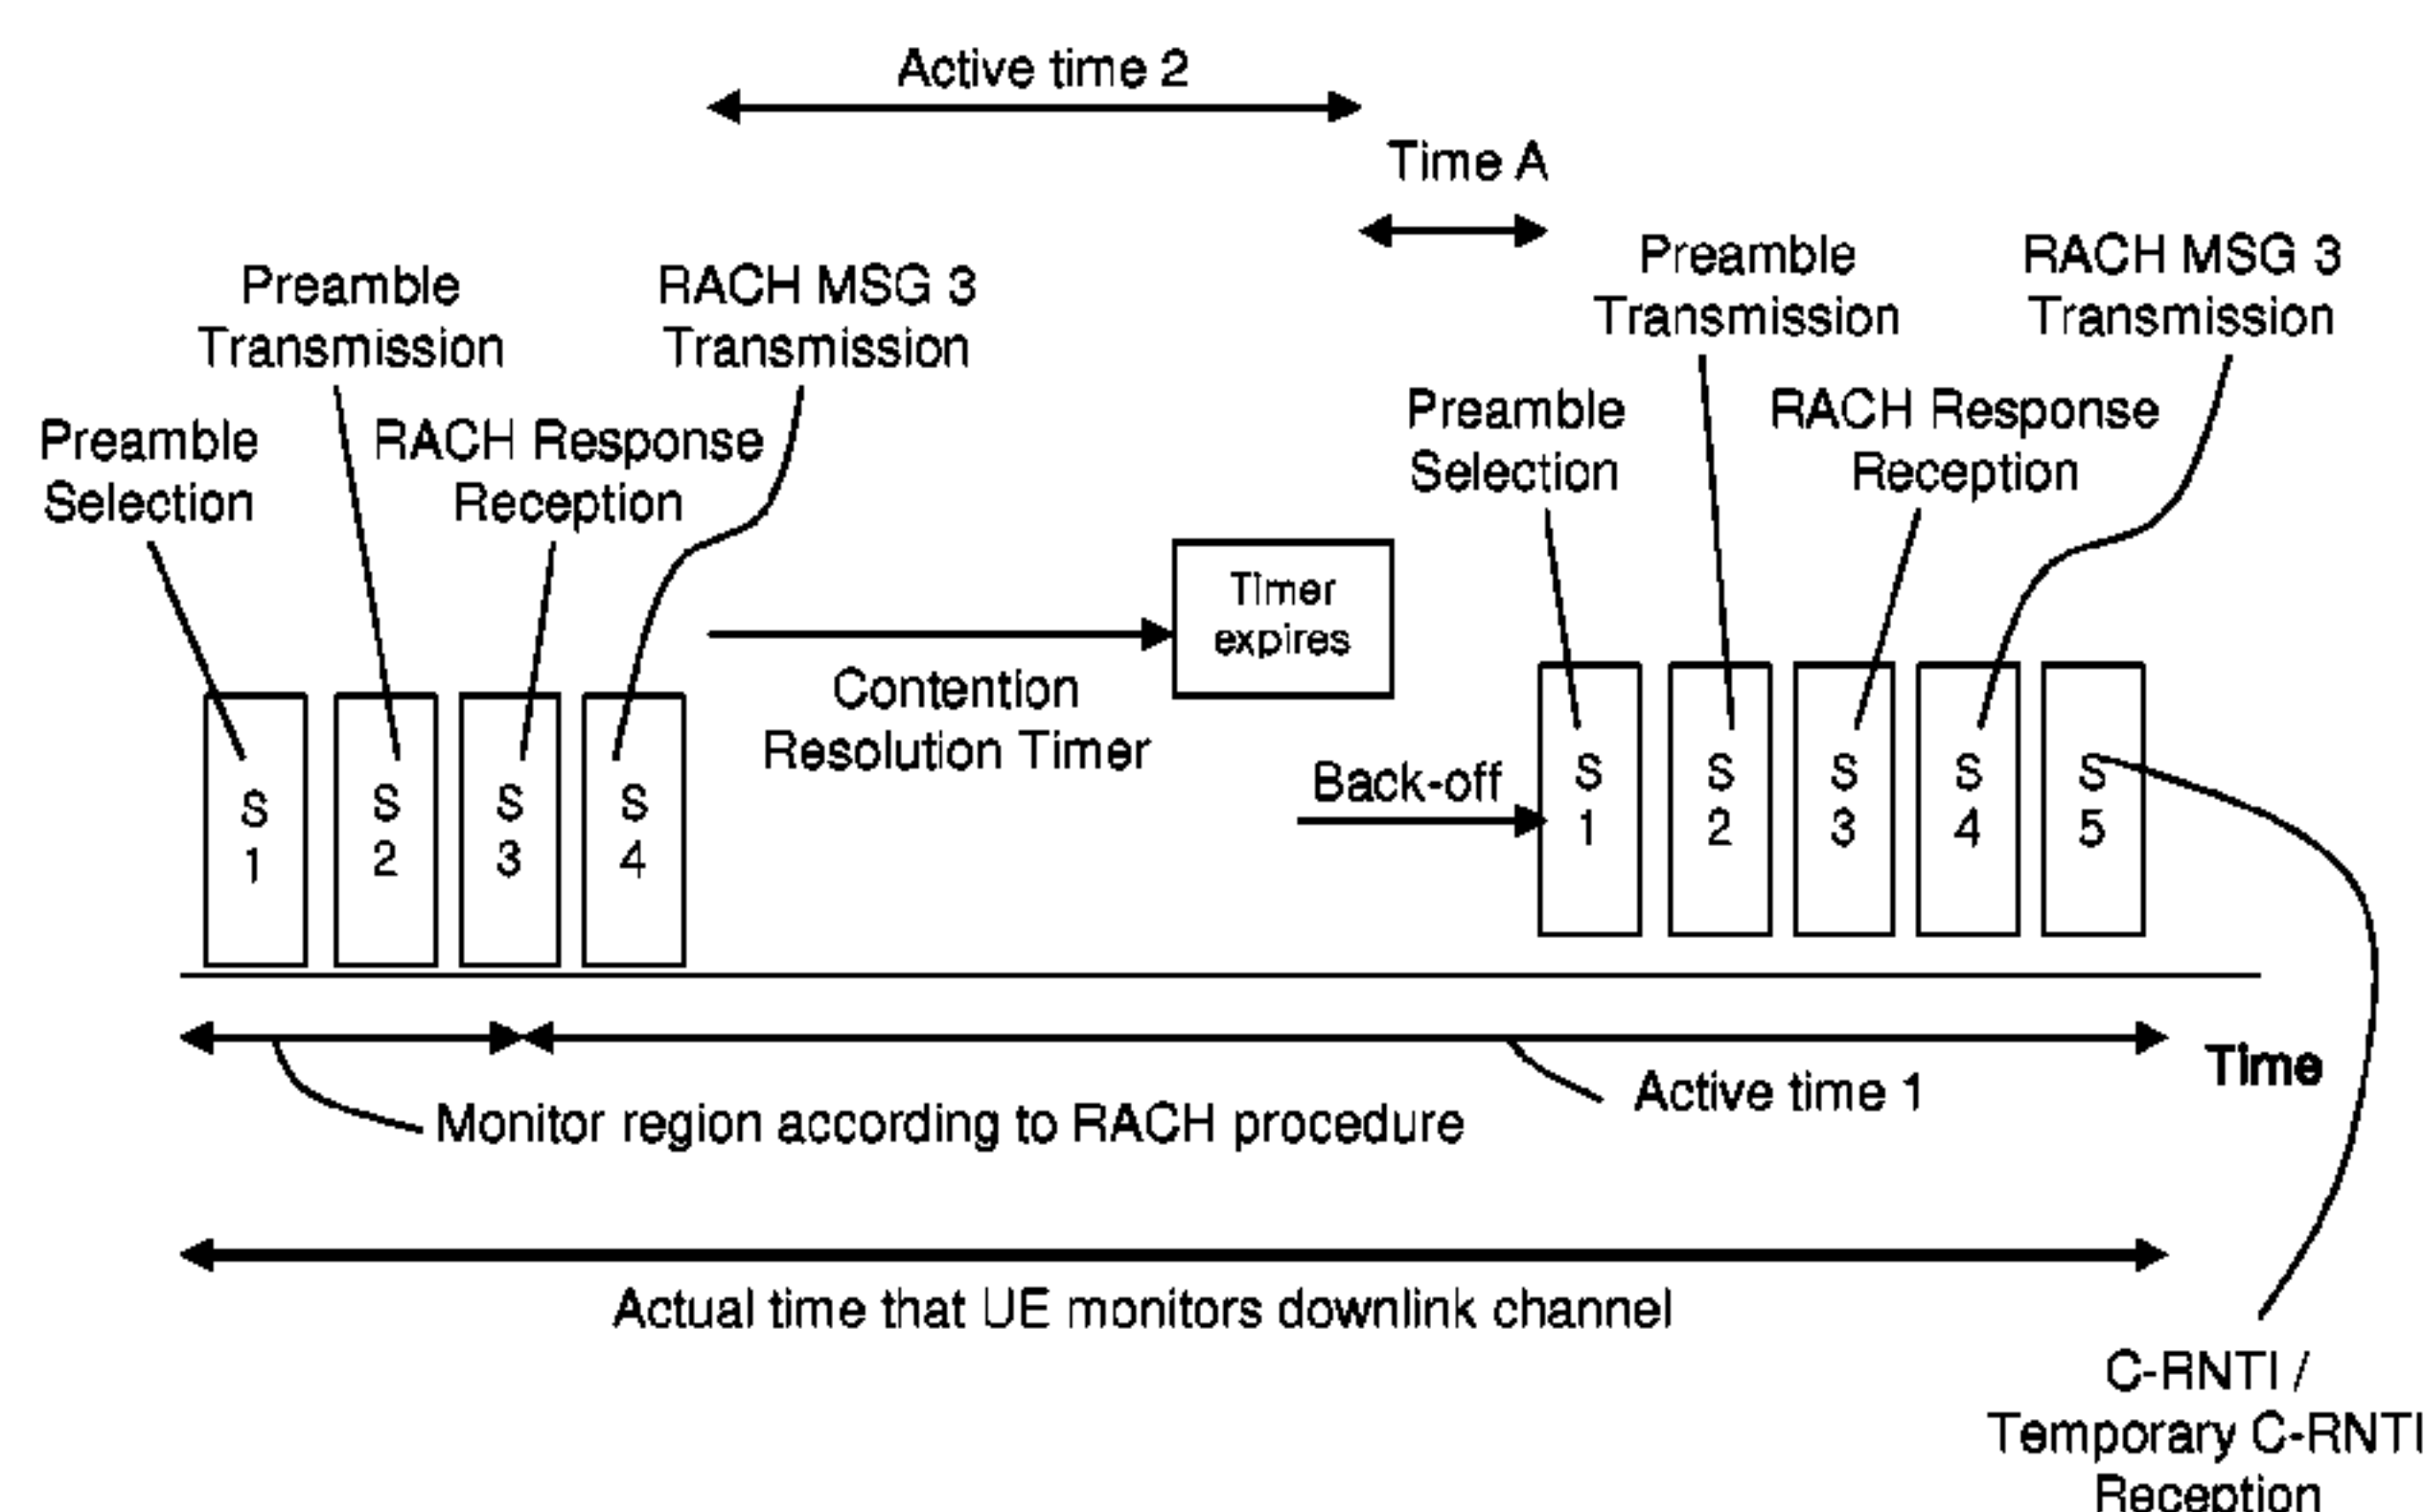 Active time 2
Time A
Preamble
Transmission
RACH MSG 3
Transmission
Preamble
Transmission
RACH MSG 3
Transmission
Preamble
Selection
RACH Response
Reception
Preamble
Selection
RACH Response
Reception
Timer
expires
Contention
Resolution Timer
Back-off
S
1
S
2
S
3
S
4
S
1
S
2
S
3
S
4
S
5
Time
Active time 1
Monitor region according to RACH procedure
Actual time that UE monitors downlink channel
C-RNTI /
Temporary C-RNTI
Reception